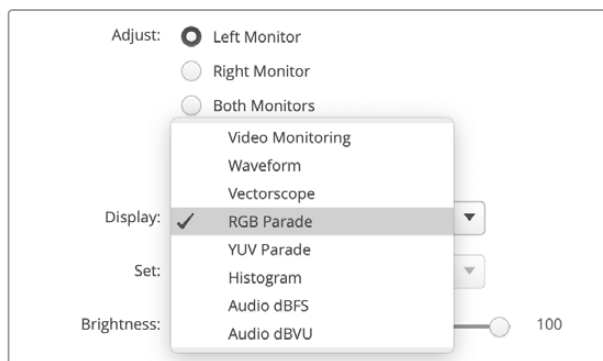 Adjust: Left Monitor
Right Monitor
Both Monitors
Video Monitoring
Waveform
Vectorscope
Display: ✓ RGB Parade
YUV Parade
Set:
Histogram
Audio dBFS
Brightness: 100
Audio dBVU